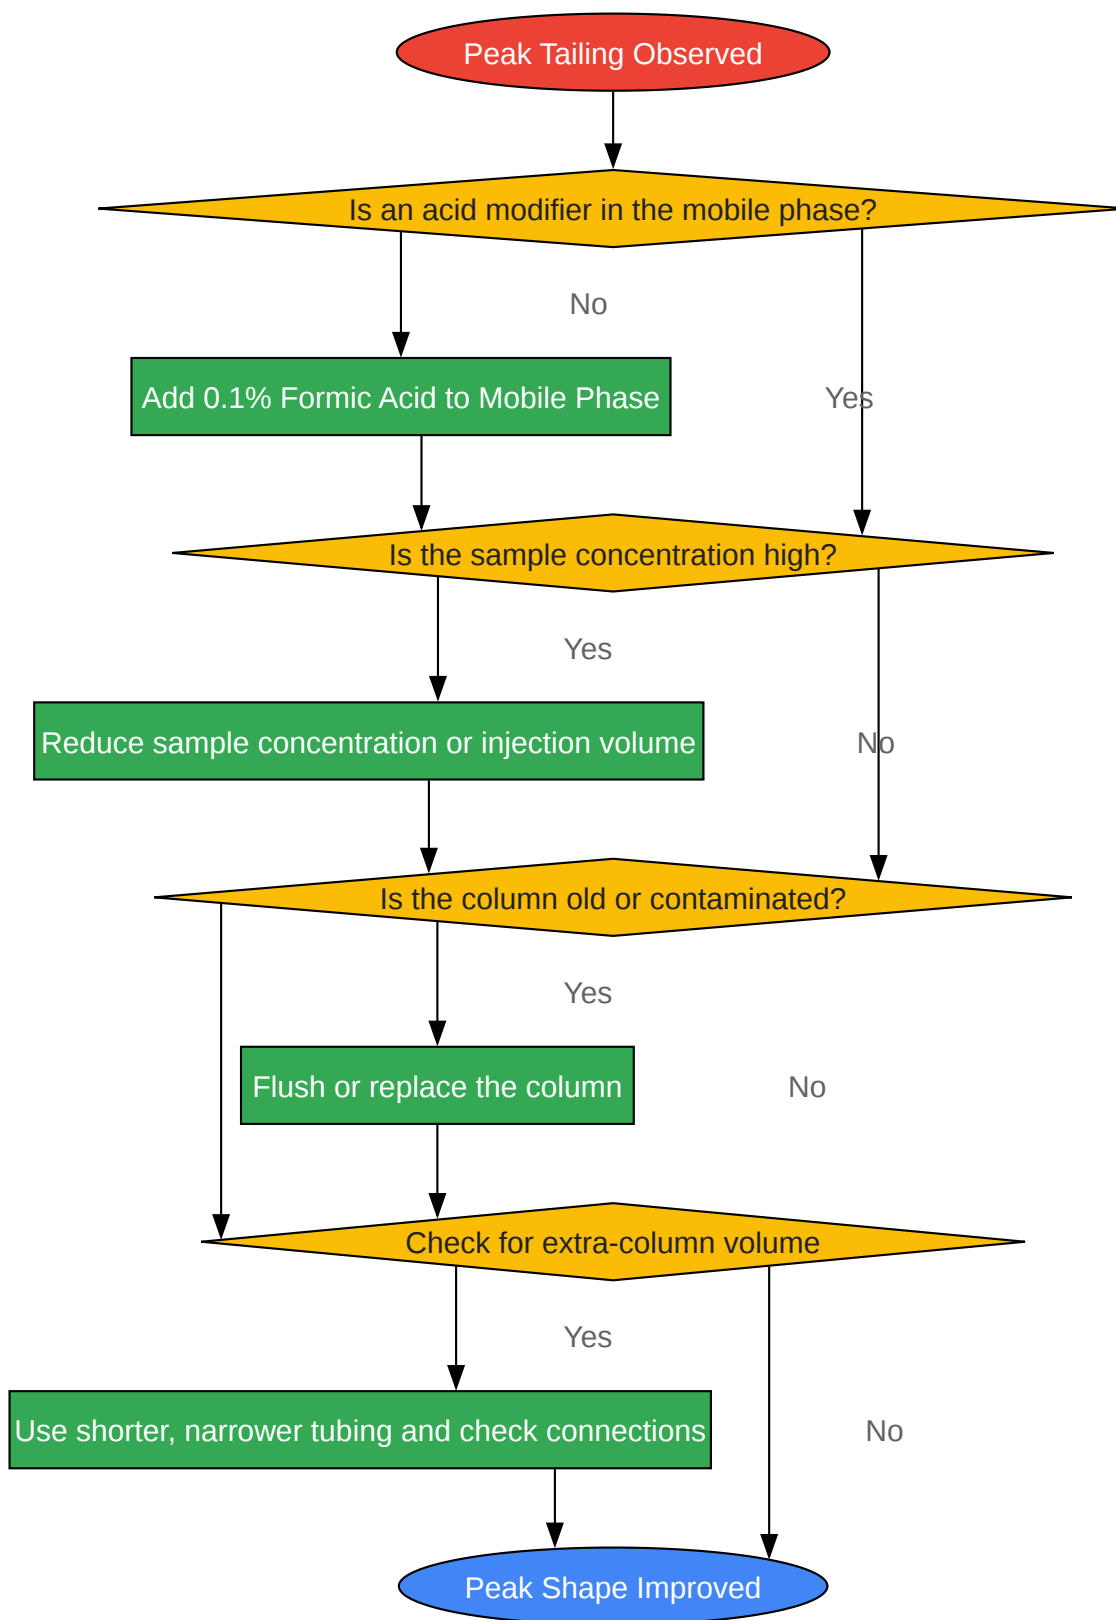 Peak Tailing Observed
Is an acid modifier in the mobile phase?
No
Add 0.1% Formic Acid to Mobile Phase
Yes
Is the sample concentration high?
Yes
Reduce sample concentration or injection volume
No
Is the column old or contaminated?
Yes
Flush or replace the column
No
Check for extra-column volume
Yes
Use shorter, narrower tubing and check connections
No
Peak Shape Improved